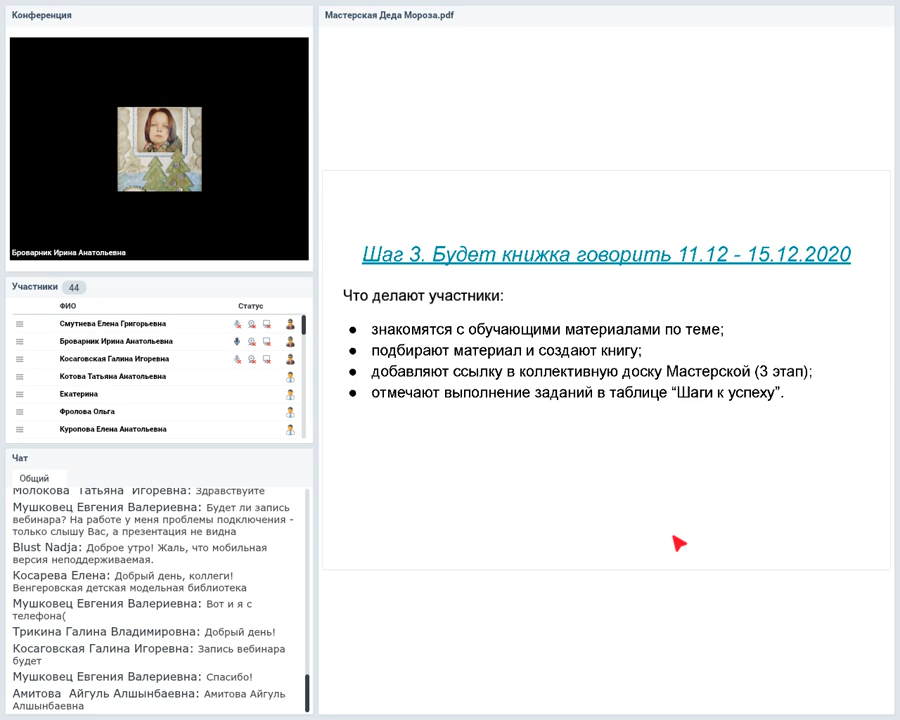 Конференция
Броварник Ирина Анатольевна
Участники 44
ФИО Статус
Смутнева Елена Григорьевна
Броварник Ирина Анатольевна
Косаговская Галина Игоревна
Котова Татьяна Анатольевна
Екатерина
Фролова Ольга
Куропова Елена Анатольевна
Чат
Общий
Молокова Татьяна Игоревна: Здравствуйте
Мушковец Евгения Валериевна: Будет ли запись
вебинара? На работе у меня проблемы подключения -
только слышу Вас, а презентация не видна
Blust Nadja: Доброе утро! Жаль, что мобильная
версия неподдерживаемая.
Косарева Елена: Добрый день, коллеги!
Венгеровская детская модельная библиотека
Мушковец Евгения Валериевна: Вот и я с
телефона(
Трикина Галина Владимировна: Добрый день!
Косаговская Галина Игоревна: Запись вебинара
будет
Мушковец Евгения Валериевна: Спасибо!
Амитова Айгуль Алшынбаевна: Амитова Айгуль
Алшынбаевна
Мастерская Деда Мороза.pdf
Шаг 3. Будет книжка говорить 11.12 - 15.12.2020
Что делают участники:
● знакомятся с обучающими материалами по теме;
● подбирают материал и создают книгу;
● добавляют ссылку в коллективную доску Мастерской (3 этап);
● отмечают выполнение заданий в таблице “Шаги к успеху”.